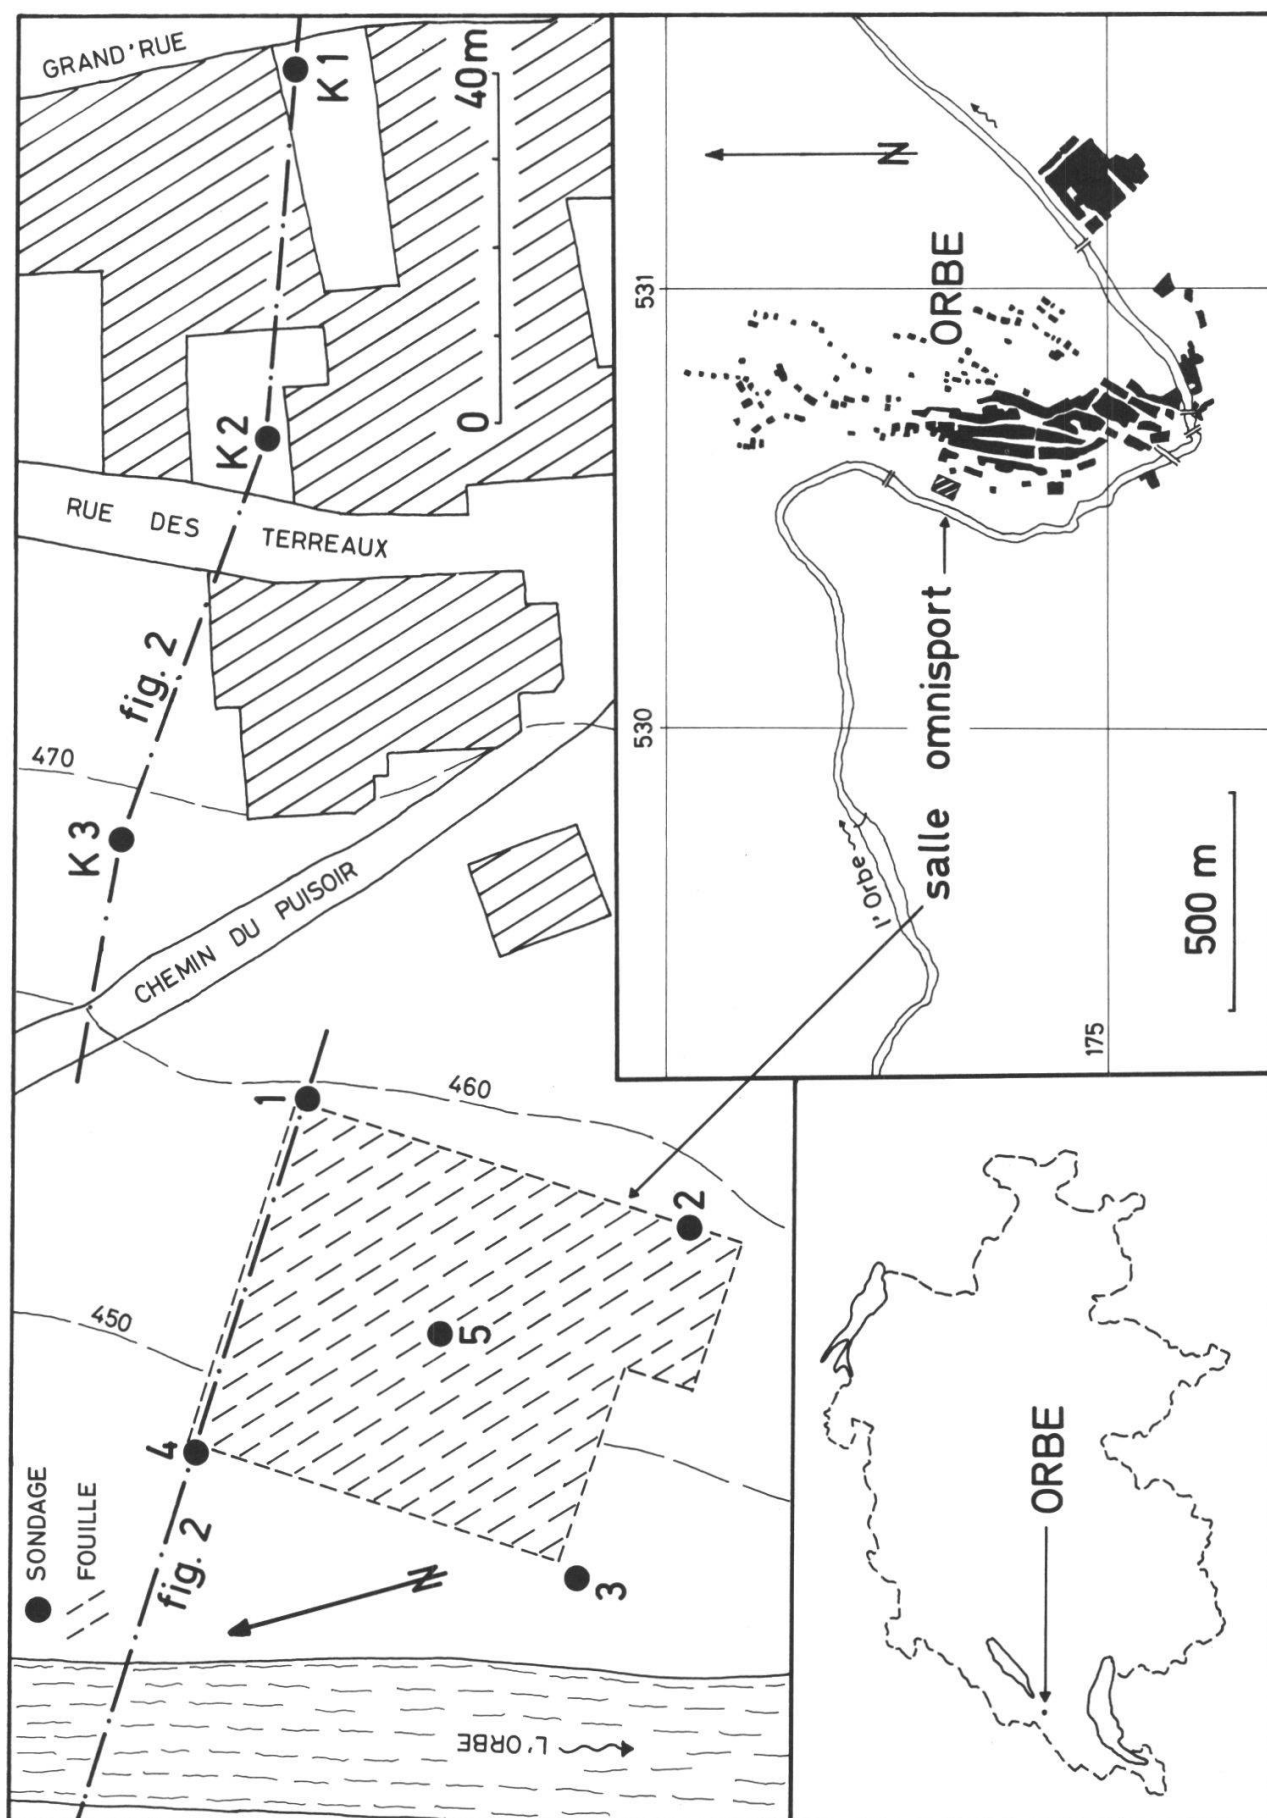 GRAND'RUE
K1
40m
0
K2
RUE DES TERREAUX
fig. 2
470
K3
CHEMIN DU PUISOIR
1
460
2
450
5
4
3
SONDAGE
FOUILLE
fig. 2
N
L'ORBE
N
ORBE
531
530
salle omnisport
l'Orbe
175
500 m
ORBE